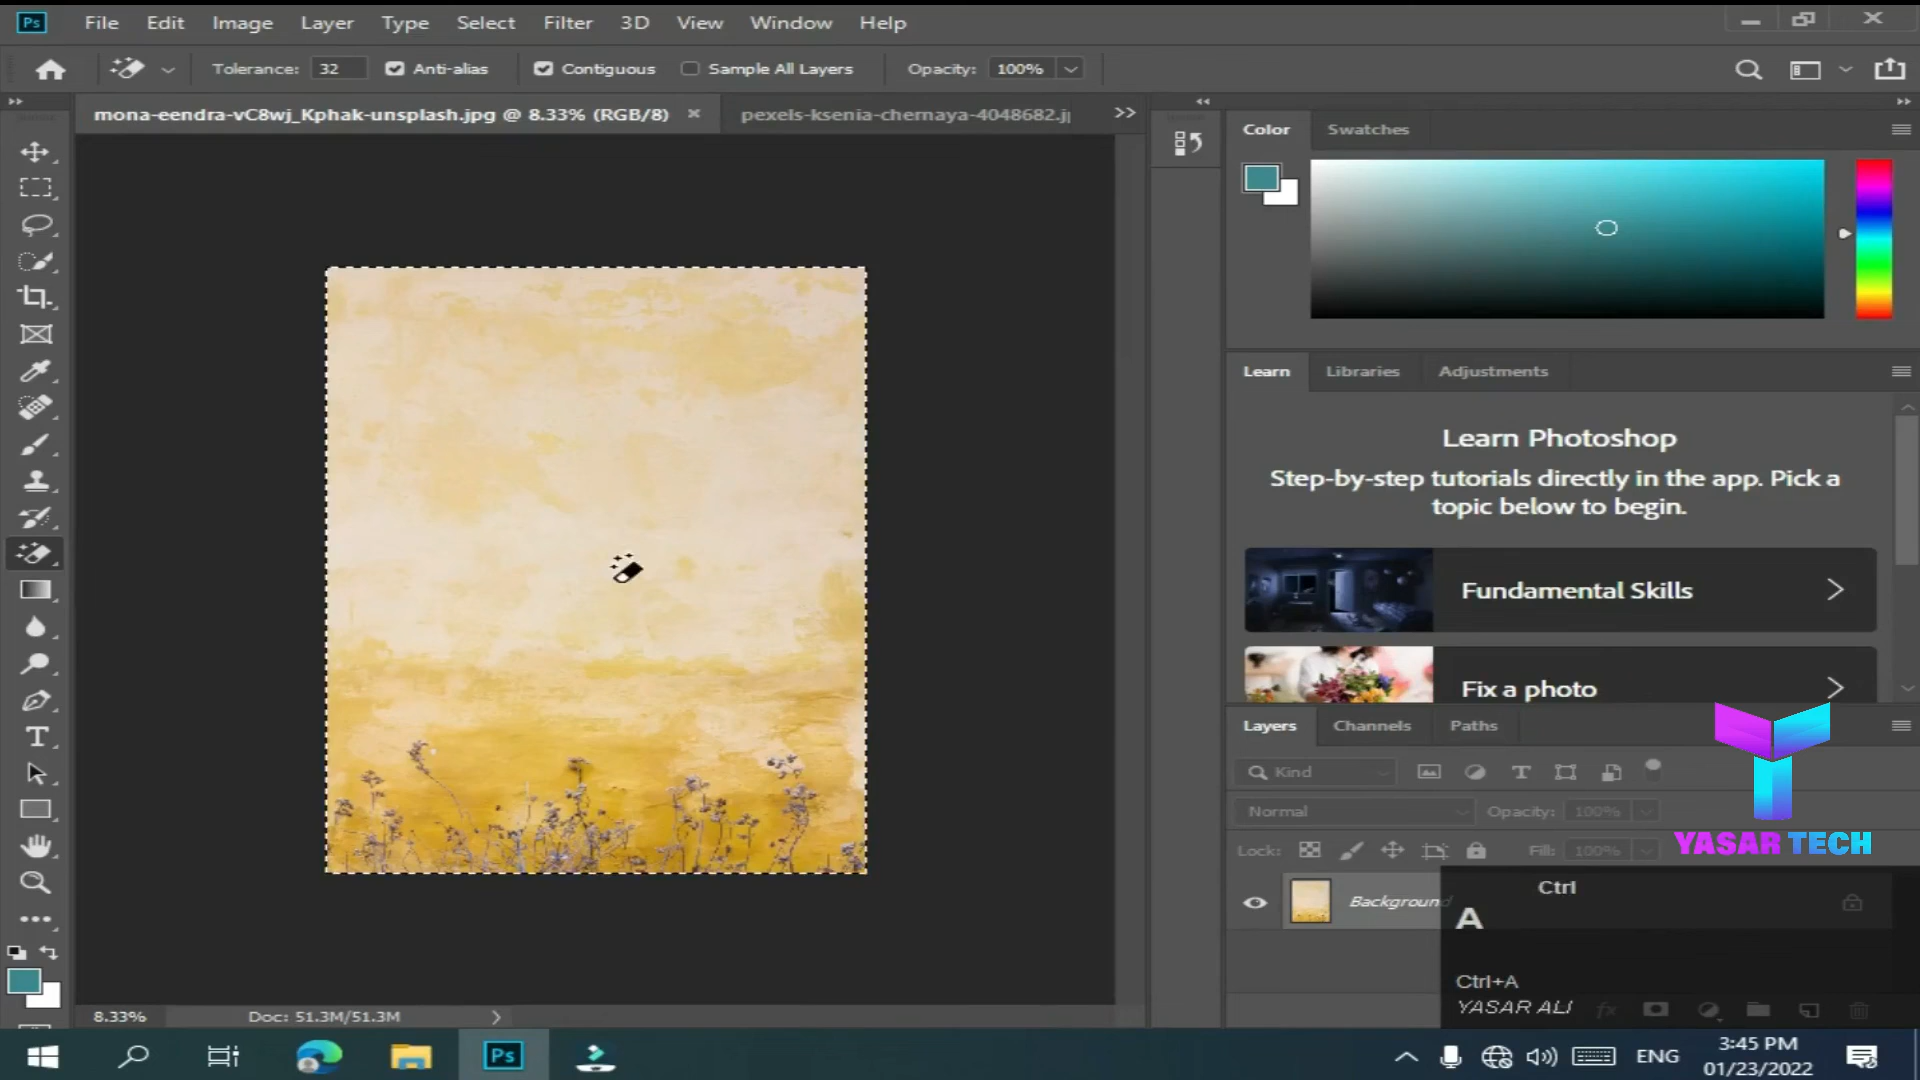 Ps File Edit Image Layer Type Select Filter 3D View Window Help
Tolerance: 32 Anti-alias Contiguous Sample All Layers Opacity: 100%
mona-eendra-vC8wj_Kphak-unsplash.jpg @ 8.33% (RGB/8) × pexels-ksenia-chernaya-4048682.jp
Color Swatches
Learn Libraries Adjustments
Learn Photoshop
Step-by-step tutorials directly in the app. Pick a
topic below to begin.
Fundamental Skills
Fix a photo
Layers Channels Paths
Kind
Normal Opacity: 100%
YASAR TECH
Lock: Fill: 100%
Background
Ctrl
A
Ctrl+A
YASAR ALI
fx
8.33% Doc: 51.3M/51.3M
Ps
ENG
3:45 PM
01/23/2022